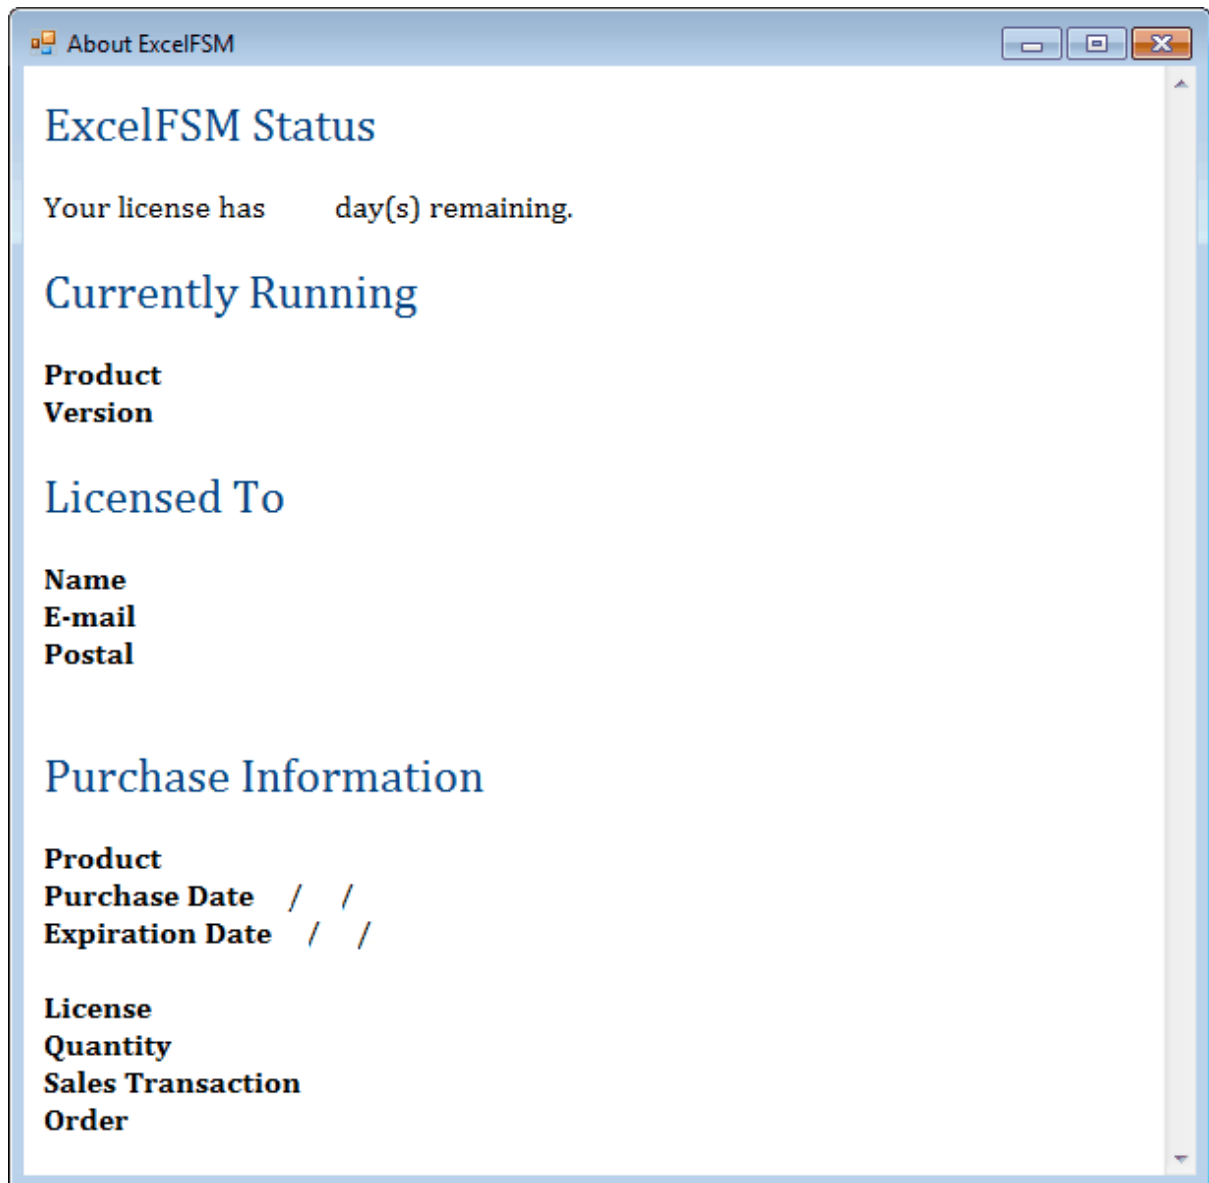 About ExcelFSM
ExcelFSM Status
Your license has day(s) remaining.
Currently Running
Product
Version
Licensed To
Name
E-mail
Postal
Purchase Information
Product
Purchase Date / /
Expiration Date / /
License
Quantity
Sales Transaction
Order